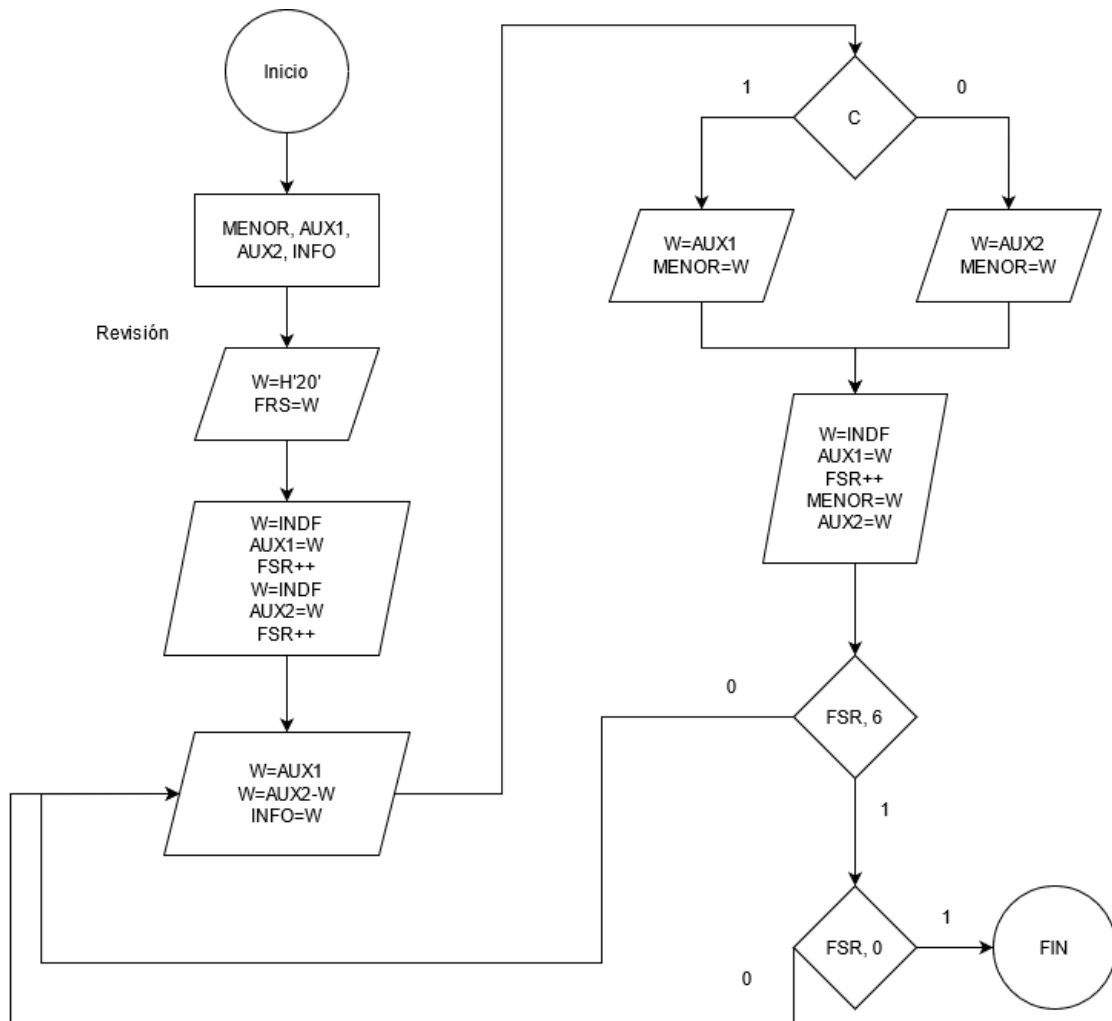 Inicio
MENOR, AUX1,
AUX2, INFO
Revisión
W=H'20'
FRS=W
W=INDF
AUX1=W
FSR++
W=INDF
AUX2=W
FSR++
W=AUX1
W=AUX2-W
INFO=W
C
1
0
W=AUX1
MENOR=W
W=AUX2
MENOR=W
W=INDF
AUX1=W
FSR++
MENOR=W
AUX2=W
FSR, 6
0
1
FSR, 0
0
1
FIN